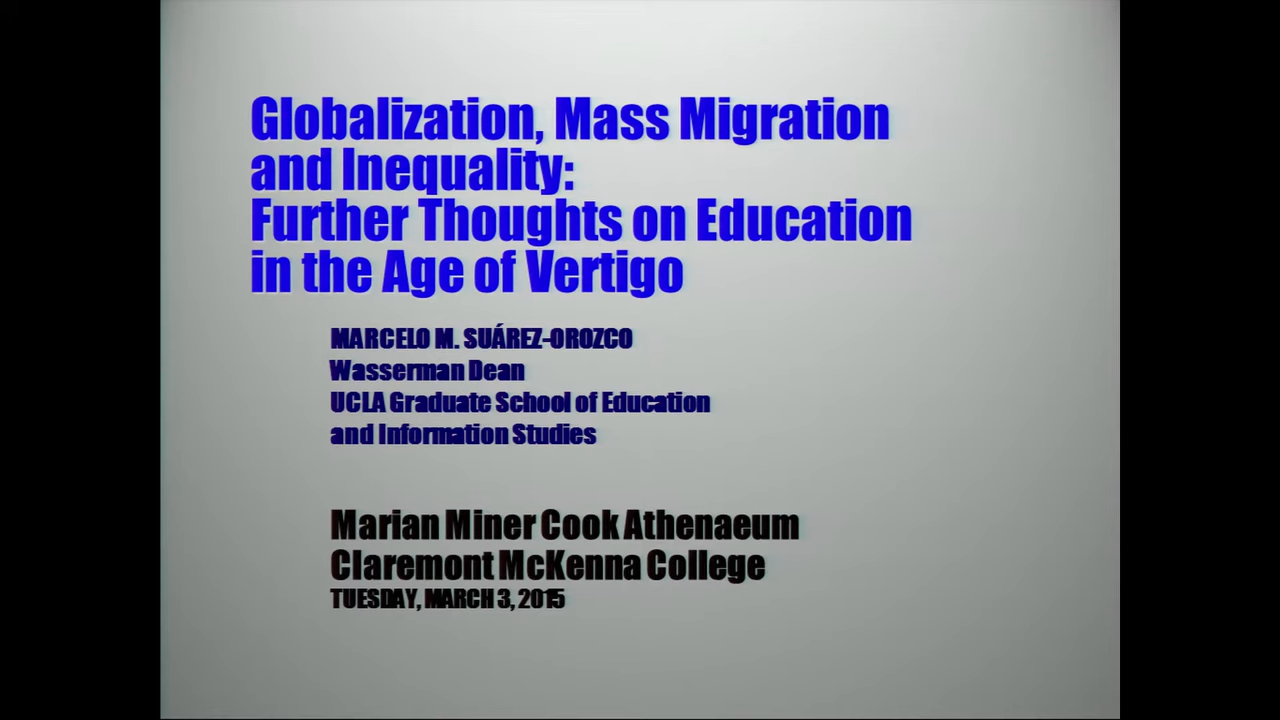 Globalization, Mass Migration
and Inequality:
Further Thoughts on Education
in the Age of Vertigo
MARCELO M. SUÁREZ-OROZCO
Wasserman Dean
UCLA Graduate School of Education
and Information Studies
Marian Miner Cook Athenaeum
Claremont McKenna College
TUESDAY, MARCH 3, 2015